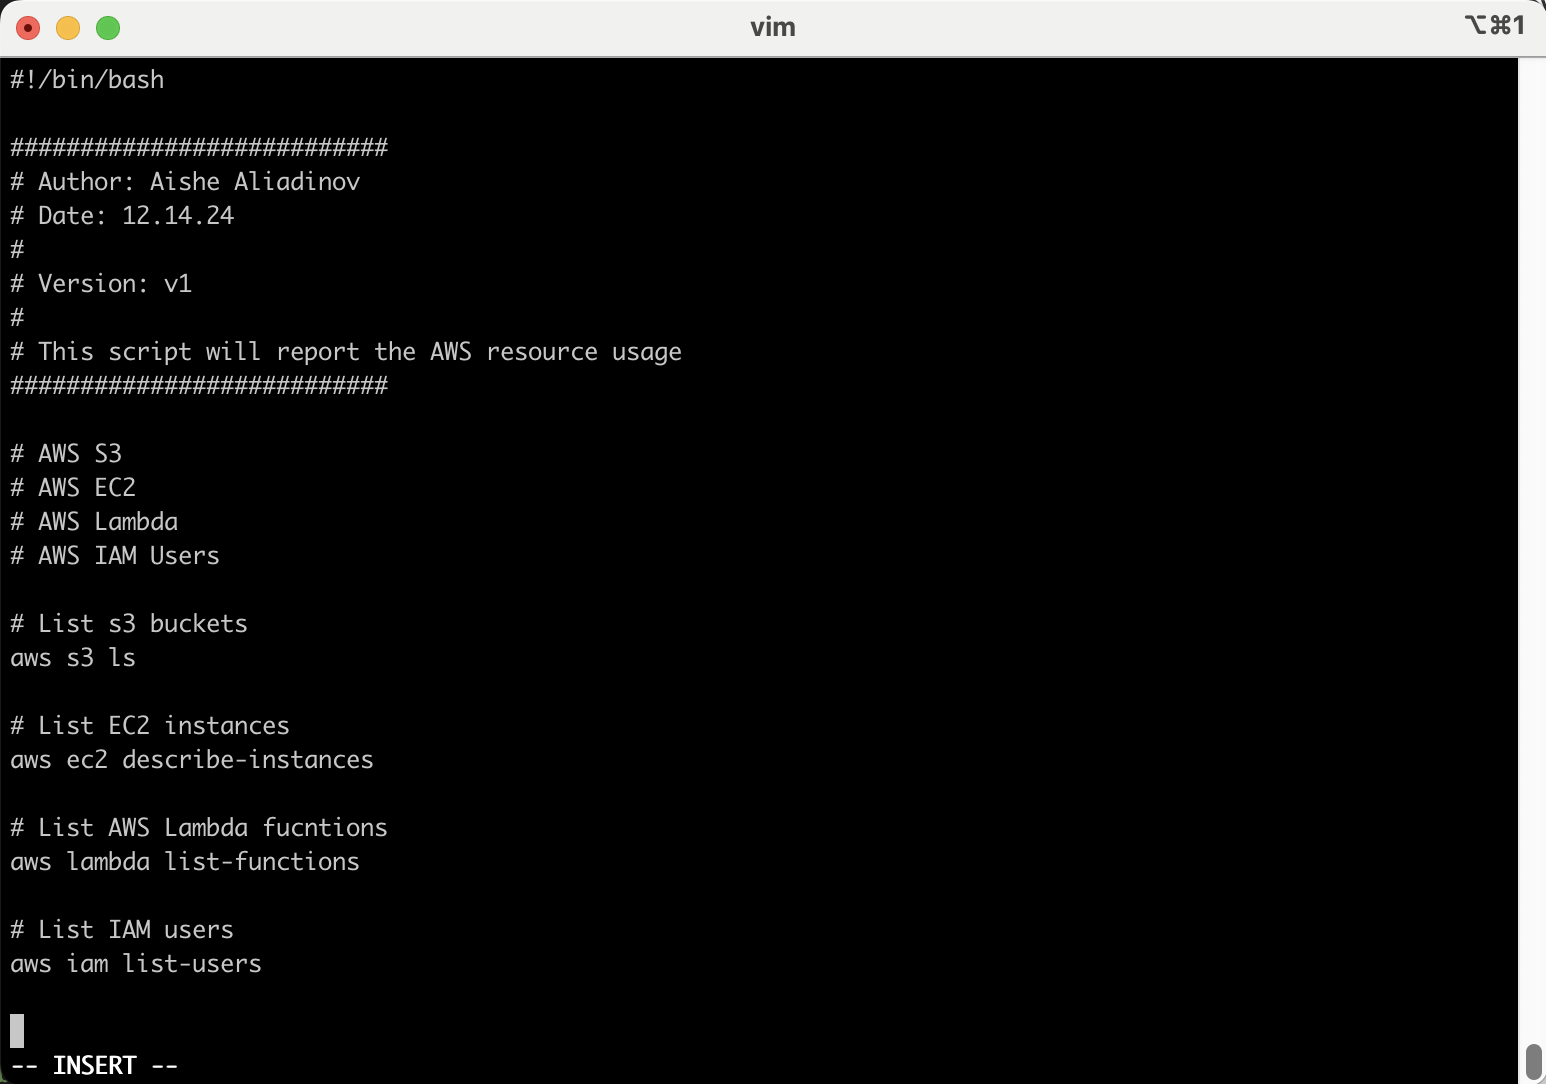 vim
⌥⌘1
#!/bin/bash
###########################
# Author: Aishe Aliadinov
# Date: 12.14.24
#
# Version: v1
#
# This script will report the AWS resource usage
###########################
# AWS S3
# AWS EC2
# AWS Lambda
# AWS IAM Users
# List s3 buckets
aws s3 ls
# List EC2 instances
aws ec2 describe-instances
# List AWS Lambda fucntions
aws lambda list-functions
# List IAM users
aws iam list-users
-- INSERT --